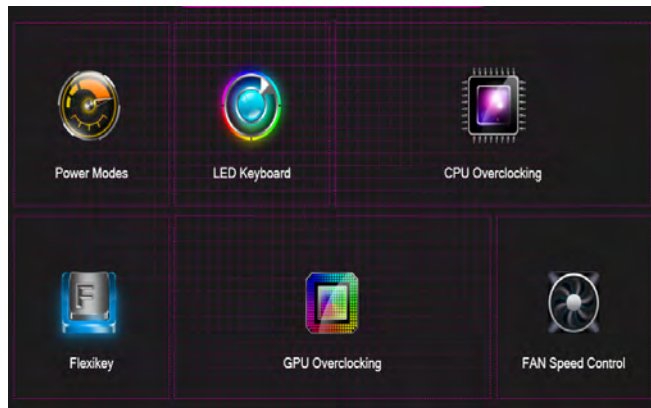 Power Modes
LED Keyboard
CPU Overclocking
F
Flexikey
GPU Overclocking
FAN Speed Control